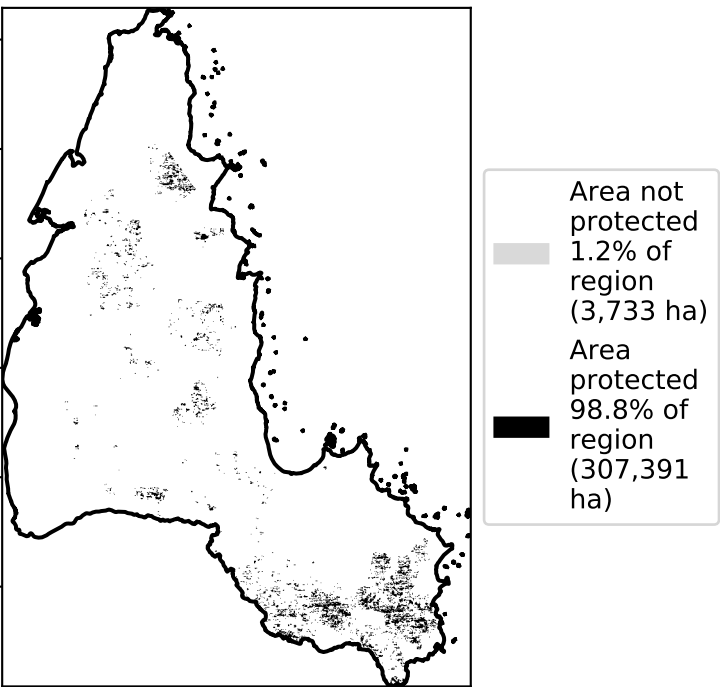 Area not
protected
1.2% of
region
(3,733 ha)
Area
protected
98.8% of
region
(307,391
ha)